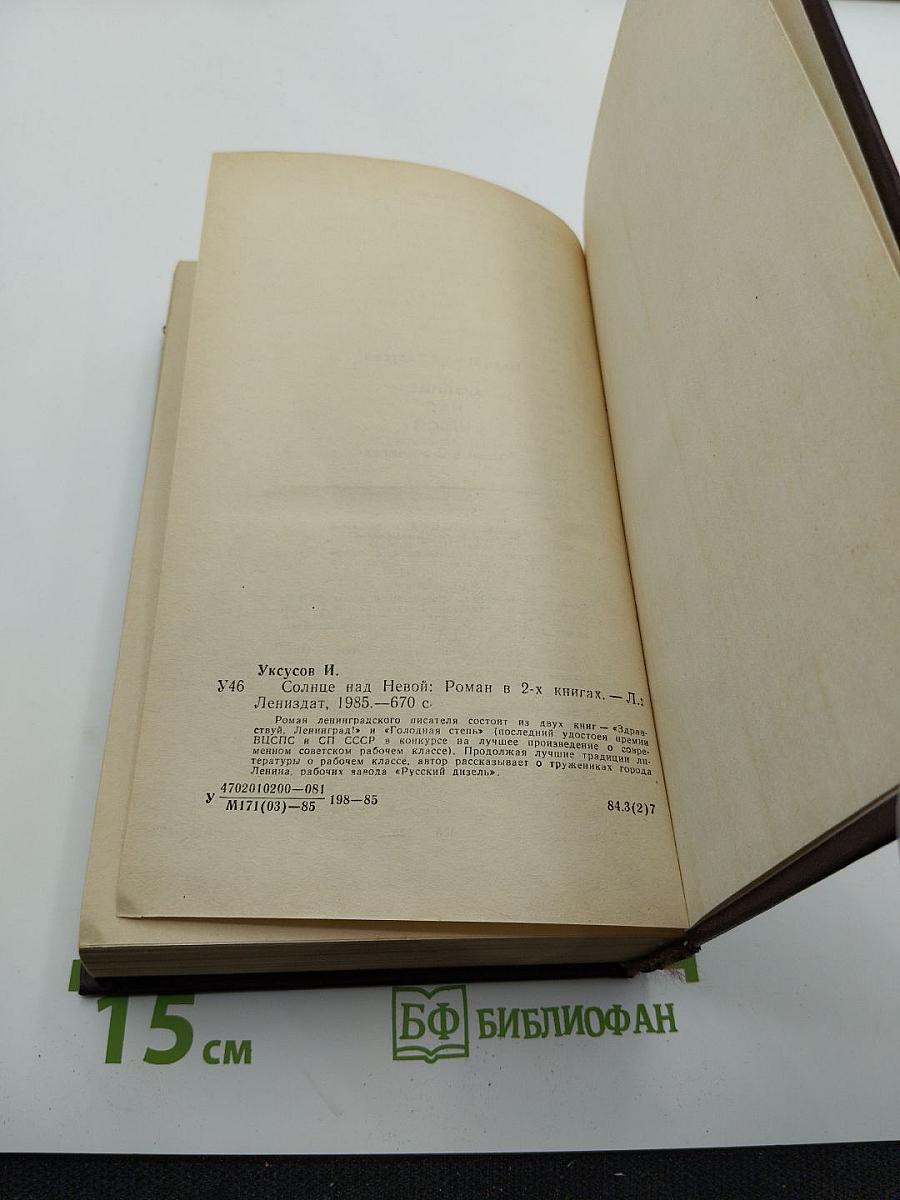 Уксусов И.
У46 Солнце над Невой: Роман в 2-х книгах. — Л.:
Лениздат, 1985.—670 с.
Роман ленинградского писателя состоит из двух книг — «Здрав-
ствуй, Ленинград!» и «Голодная степь» (последний удостоен премии
ВЦСПС и СП СССР в конкурсе на лучшее произведение о совре-
менном советском рабочем классе). Продолжая лучшие традиции ли-
тературы о рабочем классе, автор рассказывает о тружениках города
Ленина, рабочих завода «Русский дизель».
4702010200—081
У 198—85
М171(03)—85
84.3(2)7
15 см
БФ БИБЛИОФАН